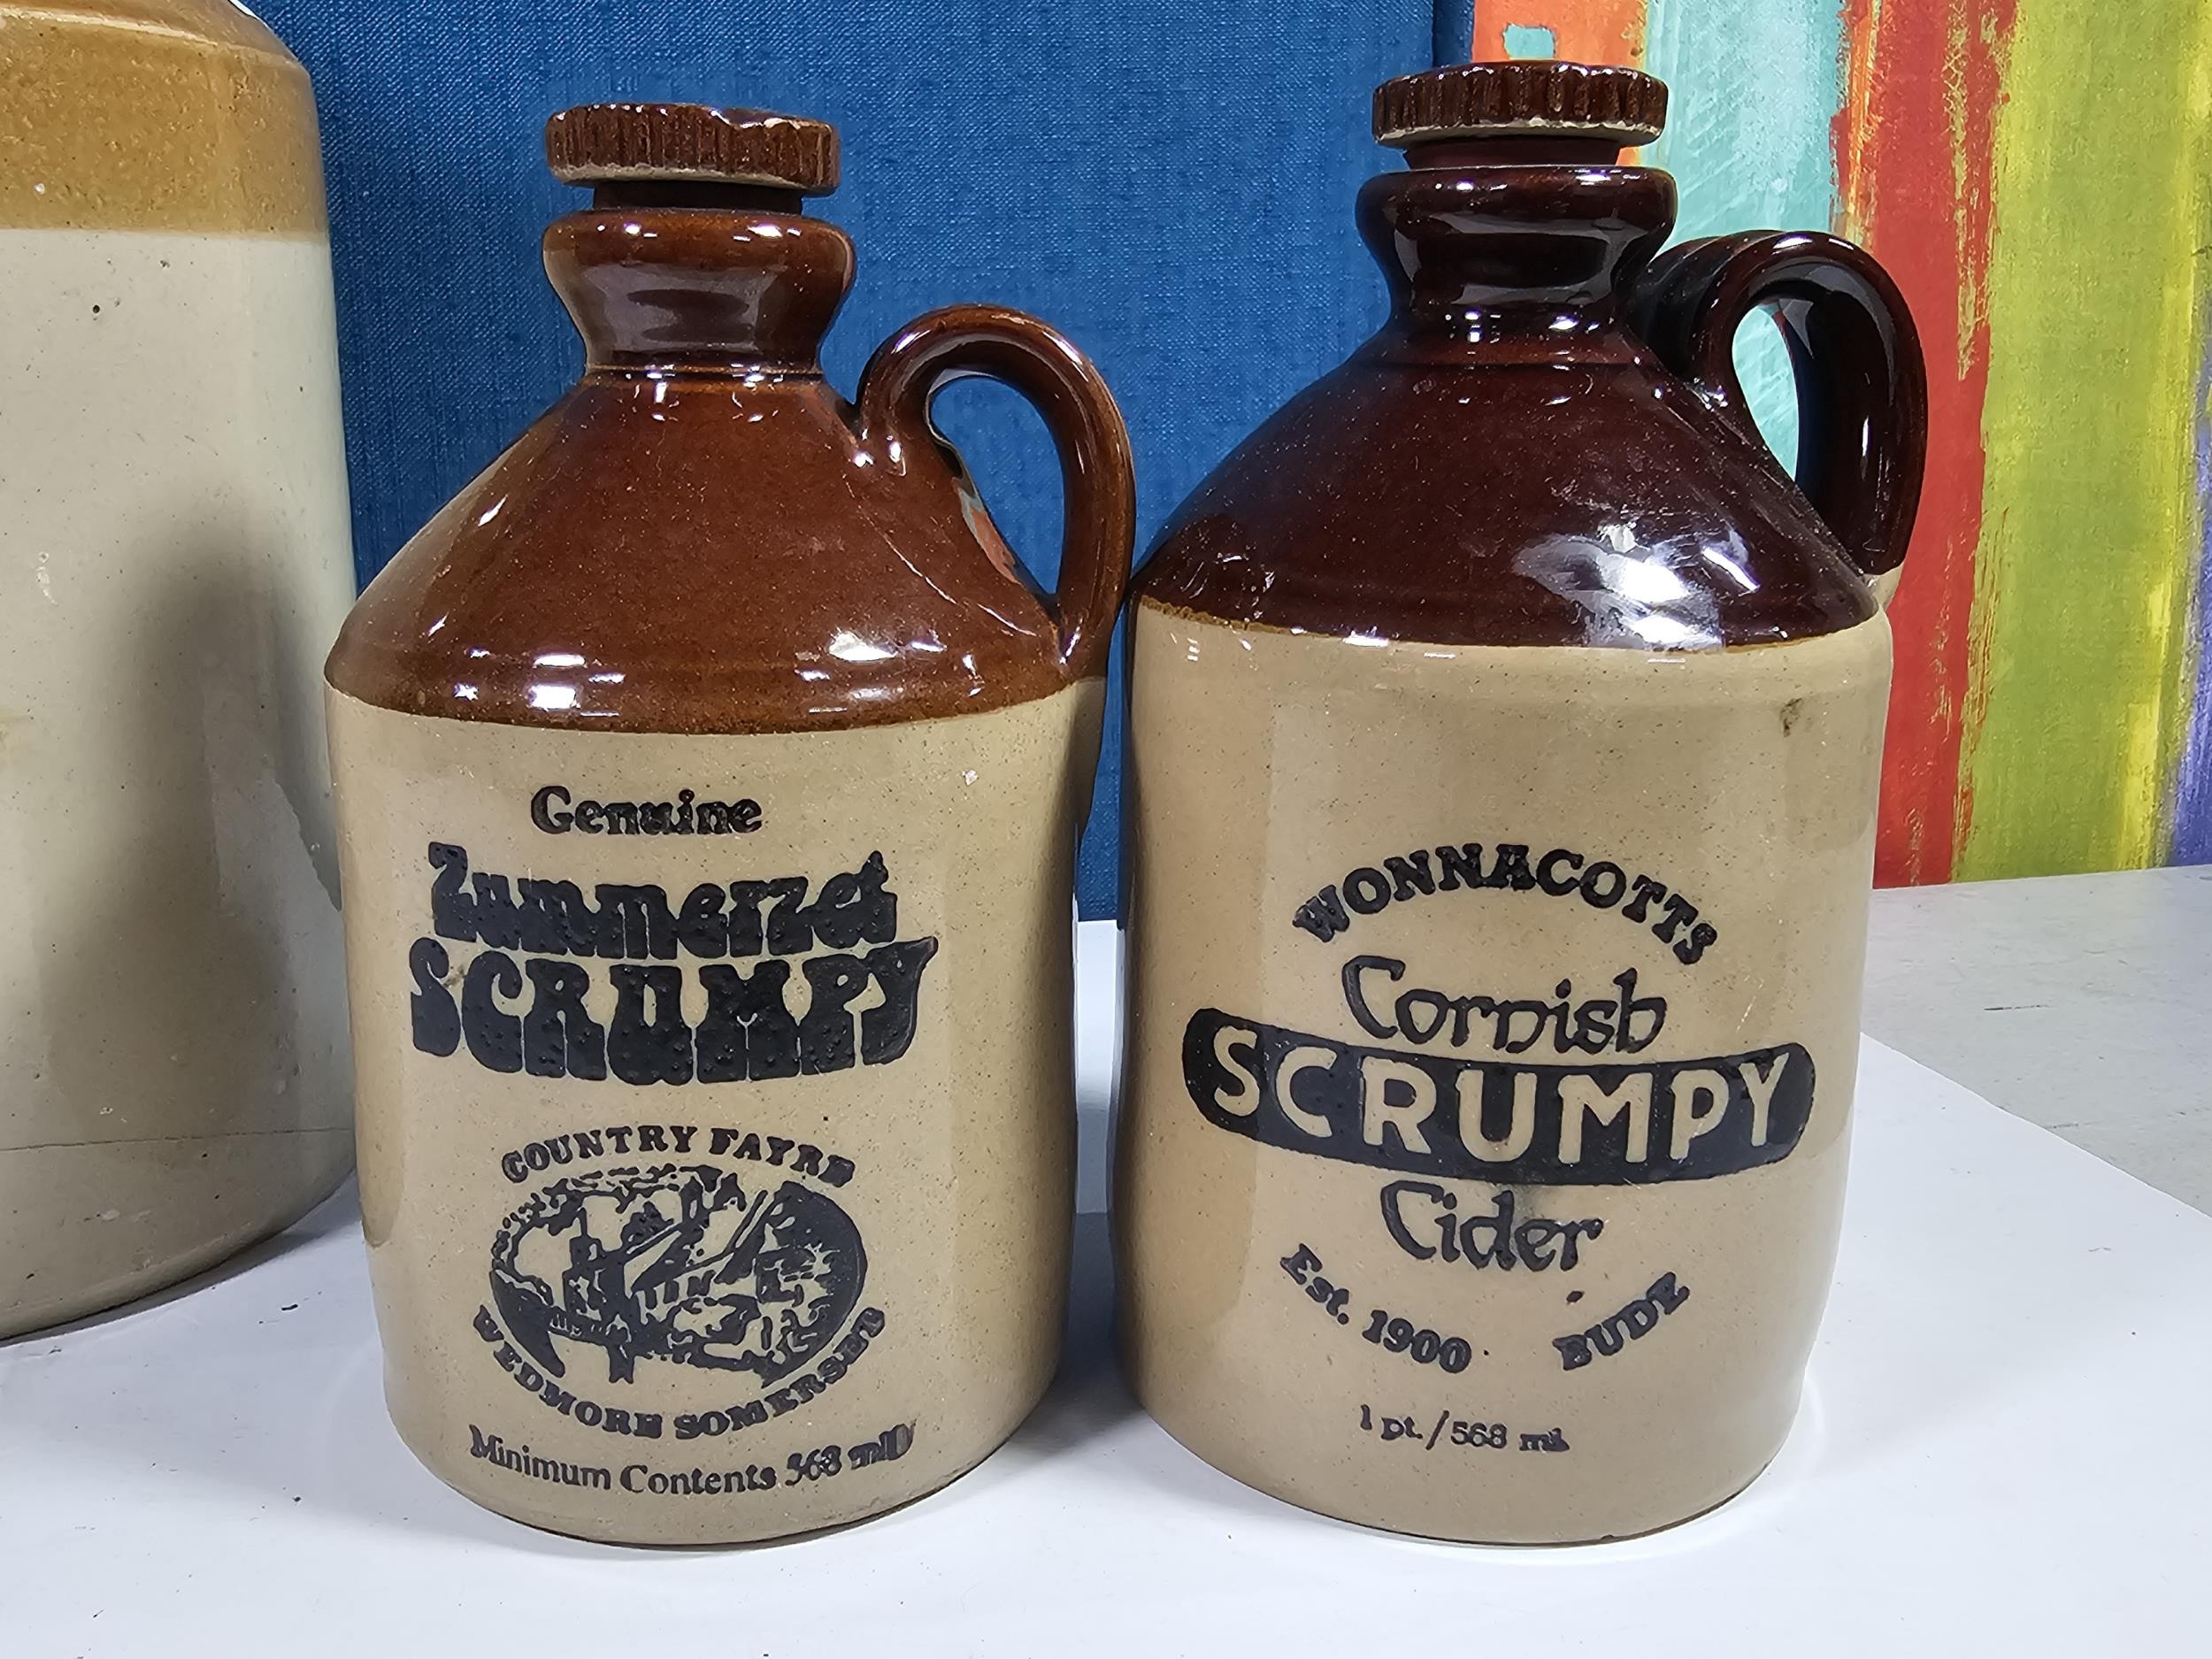 Genuine
Zummerzet
SCRUMPY
COUNTRY FAYRE
WEDMORE SOMERSET
Minimum Contents 568 ml
WONNACOTTS
Cornish
SCRUMPY
Cider
Est. 1900 BUDE
1 pt./568 ml